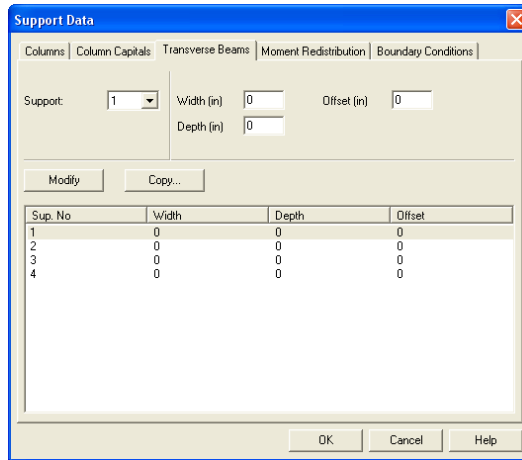 Support Data
Columns Column Capitals Transverse Beams Moment Redistribution Boundary Conditions
Support: 1 Width (in) 0 Offset (in) 0
Depth (in) 0
Modify Copy...
Sup. No Width Depth Offset
1 0 0 0
2 0 0 0
3 0 0 0
4 0 0 0
OK Cancel Help